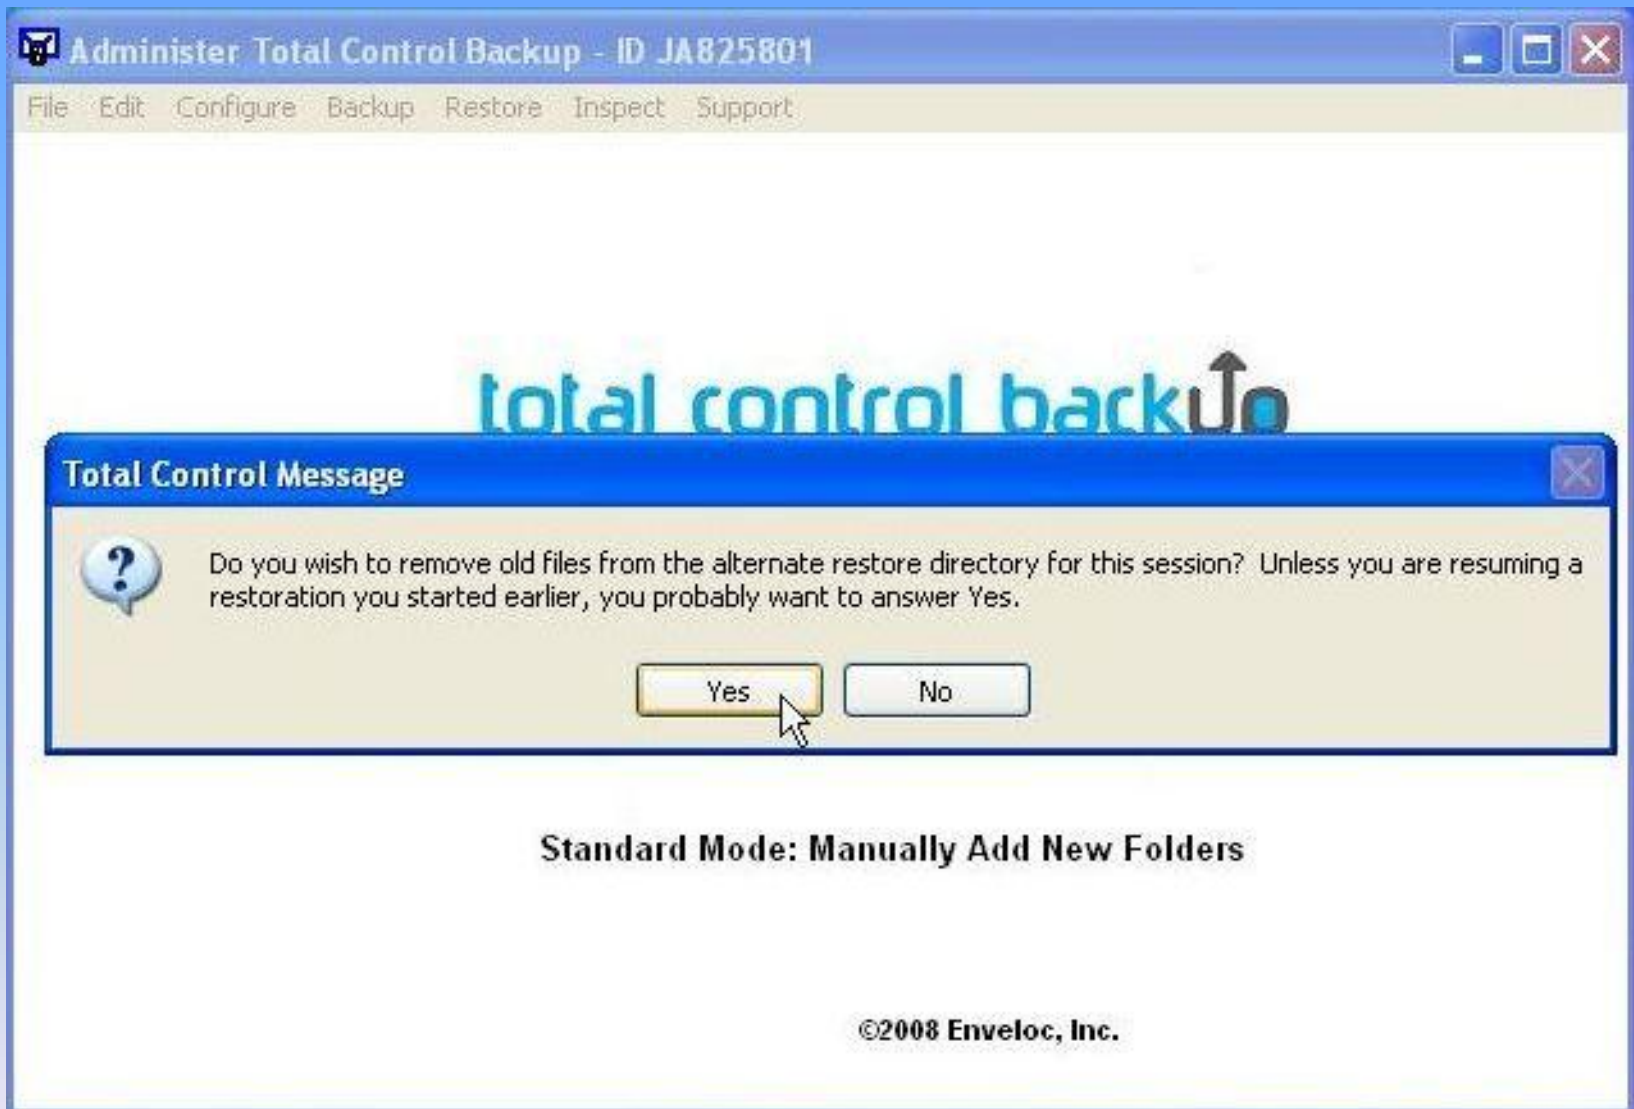 Administer Total Control Backup - ID JA825801
File Edit Configure Backup Restore Inspect Support
total control backup
Total Control Message
Do you wish to remove old files from the alternate restore directory for this session? Unless you are resuming a
restoration you started earlier, you probably want to answer Yes.
Yes No
Standard Mode: Manually Add New Folders
©2008 Enveloc, Inc.